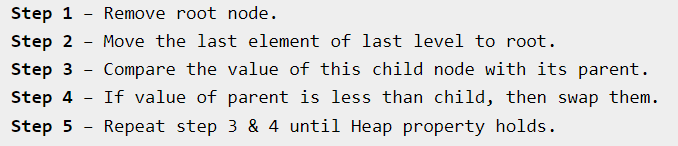 Step 1 – Remove root node.
Step 2 – Move the last element of last level to root.
Step 3 – Compare the value of this child node with its parent.
Step 4 – If value of parent is less than child, then swap them.
Step 5 – Repeat step 3 & 4 until Heap property holds.